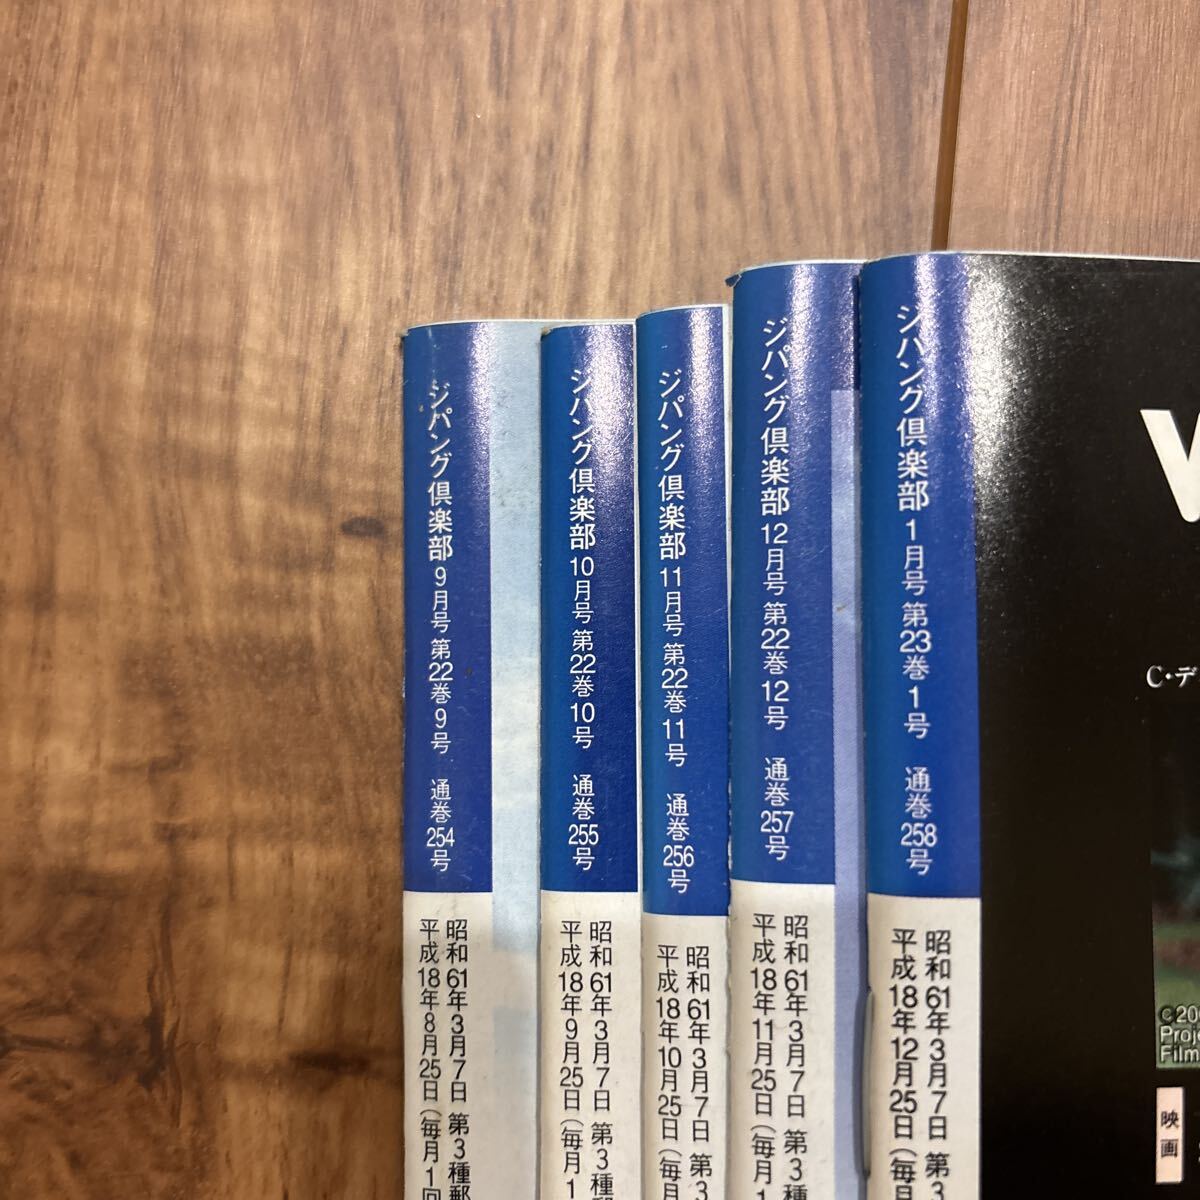 ジパング倶楽部 9月号 第22巻9号 通巻254号
昭和61年3月7日 第3種郵
平成18年8月25日(毎月1回
ジパング倶楽部 10月号 第22巻10号 通巻255号
昭和61年3月7日 第3種
平成18年9月25日(毎月1
ジパング倶楽部 11月号 第22巻11号 通巻256号
昭和61年3月7日 第3
平成18年10月25日(毎月
ジパング倶楽部 12月号 第22巻12号 通巻257号
昭和61年3月7日 第3種
平成18年11月25日(毎月1
ジパング倶楽部 1月号 第23巻1号 通巻258号
昭和61年3月7日 第3
平成18年12月25日(毎月
C・デ
©200
Proje
Film
映画